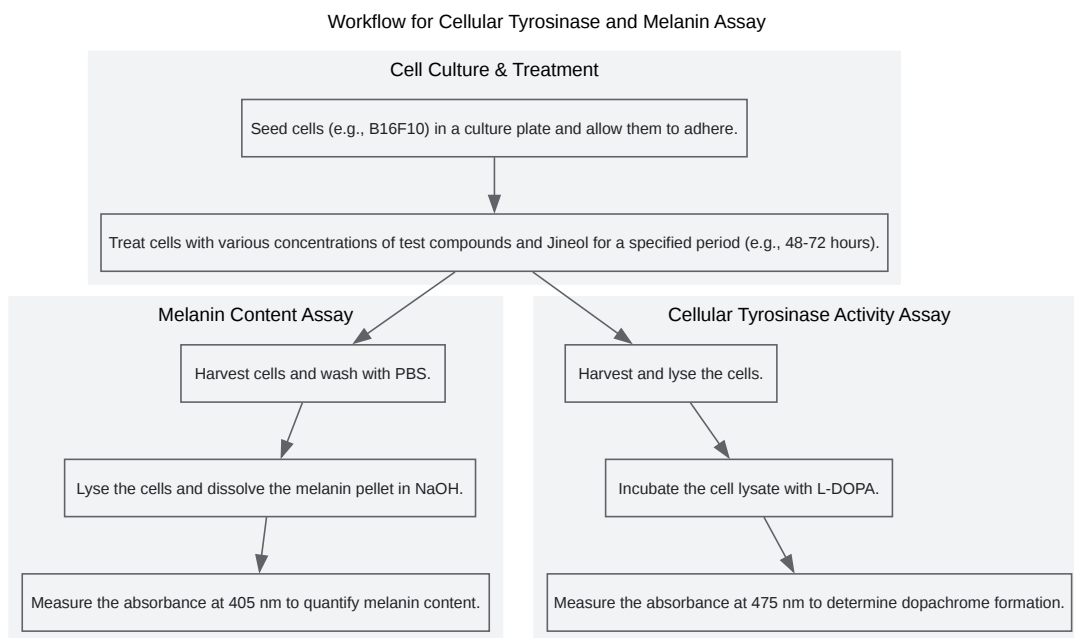 Workflow for Cellular Tyrosinase and Melanin Assay
Cell Culture & Treatment
Seed cells (e.g., B16F10) in a culture plate and allow them to adhere.
Treat cells with various concentrations of test compounds and Jineol for a specified period (e.g., 48-72 hours).
Melanin Content Assay
Harvest cells and wash with PBS.
Lyse the cells and dissolve the melanin pellet in NaOH.
Measure the absorbance at 405 nm to quantify melanin content.
Cellular Tyrosinase Activity Assay
Harvest and lyse the cells.
Incubate the cell lysate with L-DOPA.
Measure the absorbance at 475 nm to determine dopachrome formation.